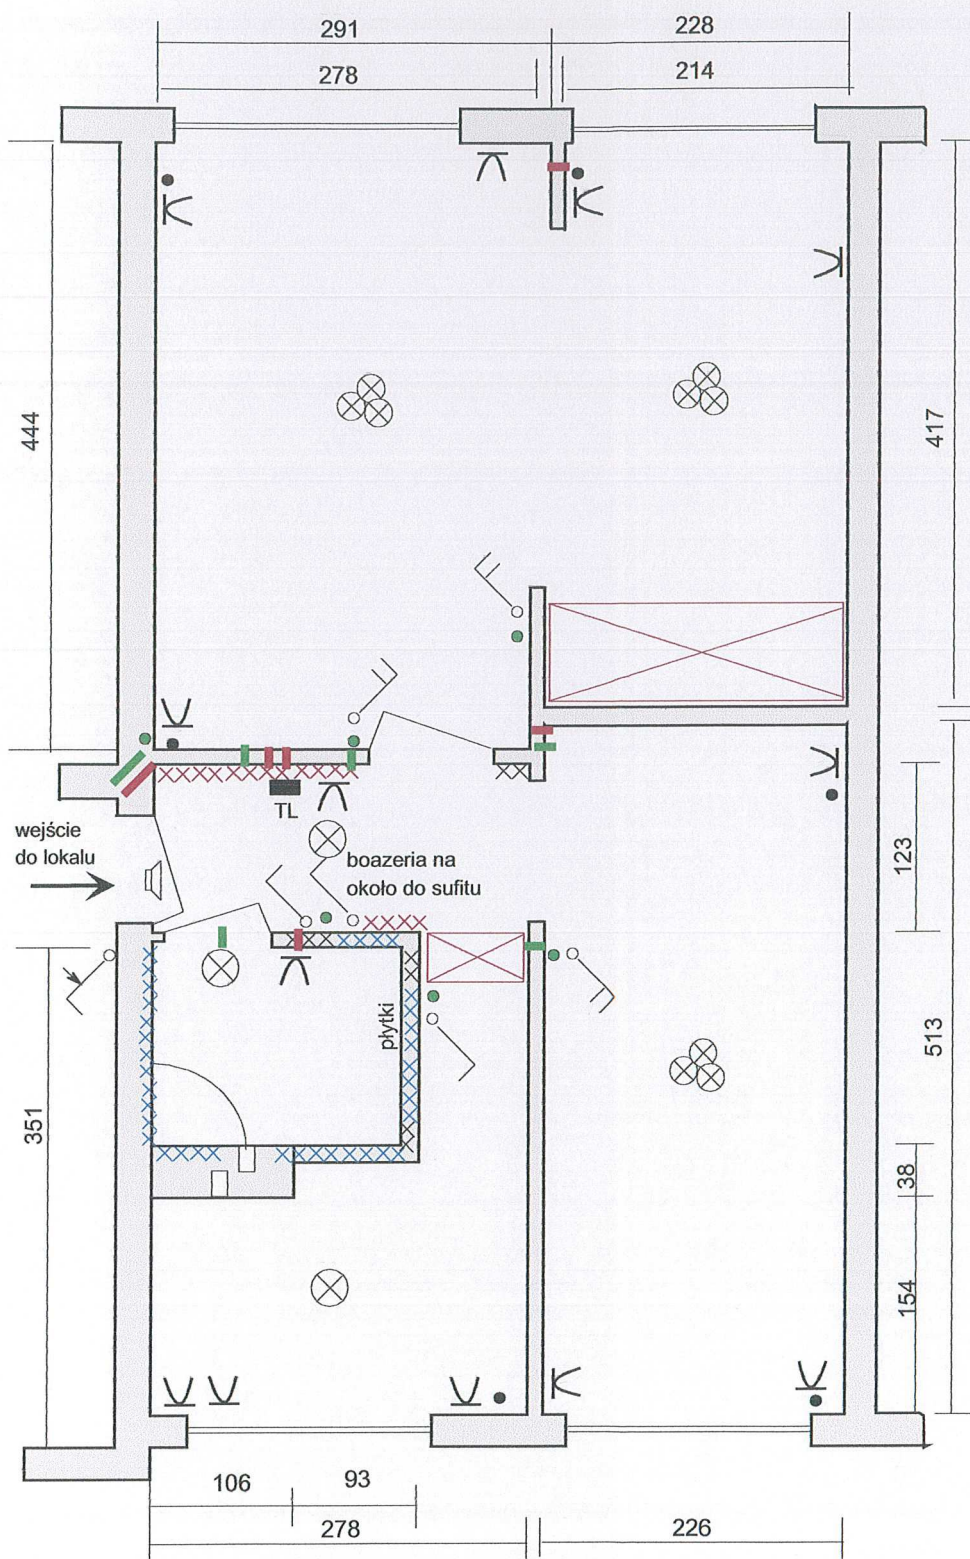 291
228
278
214
444
417
TL
wejście
do lokalu
boazeria na
około do sufitu
123
płytki
513
351
38
154
106
93
278
226